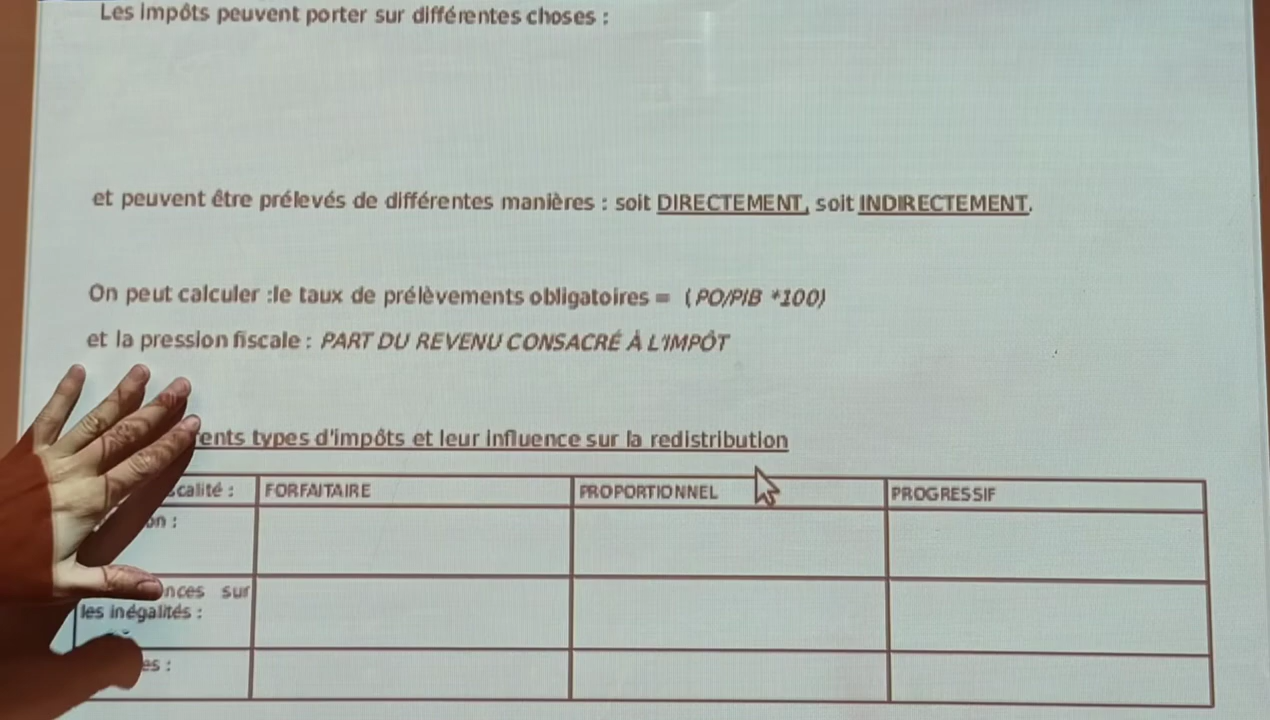 Les impôts peuvent porter sur différentes choses :
et peuvent être prélevés de différentes manières : soit DIRECTEMENT, soit INDIRECTEMENT.
On peut calculer :le taux de prélèvements obligatoires = ( PO/PIB *100)
et la pression fiscale : PART DU REVENU CONSACRÉ À L'IMPÔT
ents types d'impôts et leur influence sur la redistribution
calité : FORFAITAIRE PROPORTIONNEL PROGRESSIF
on :
nces sur
les inégalités :
es :